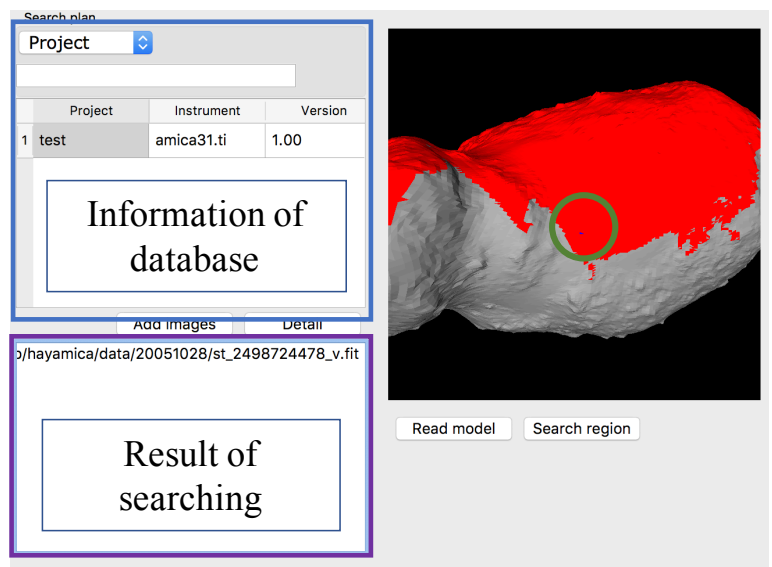 Search plan
Project
Project Instrument Version
1 test amica31.ti 1.00
Information of
database
Add images Detail
o/hayamica/data/20051028/st_2498724478_v.fit
Result of
searching
Read model Search region